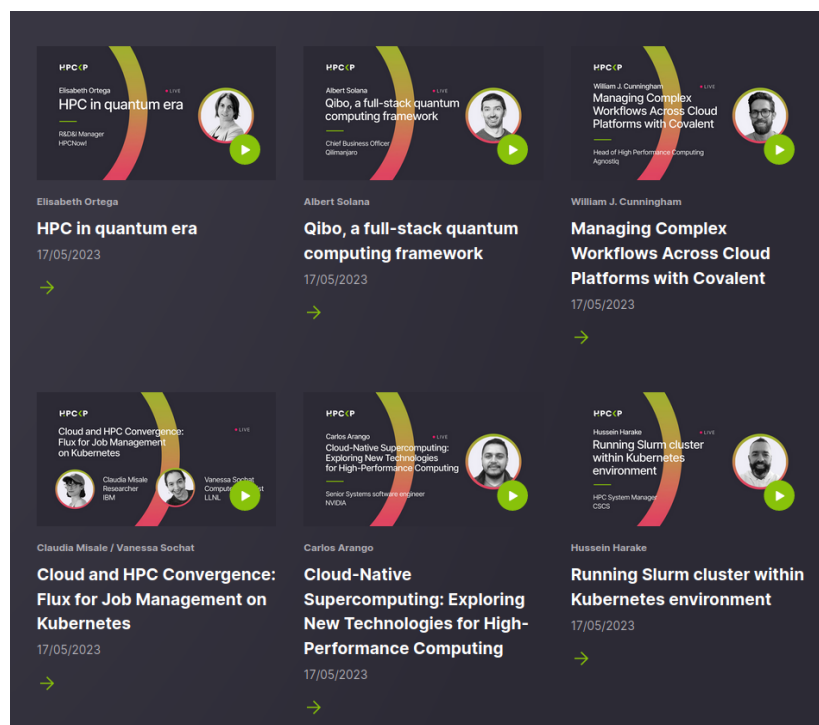 HPCKP
Elisabeth Ortega
LIVE
HPC in quantum era
R&D&I Manager
HPCNow!
Elisabeth Ortega
HPC in quantum era
17/05/2023
HPCKP
Albert Solana
LIVE
Qibo, a full-stack quantum
computing framework
Chief Business Officer
Qilimanjaro
Albert Solana
Qibo, a full-stack quantum
computing framework
17/05/2023
HPCKP
William J. Cunningham
LIVE
Managing Complex
Workflows Across Cloud
Platforms with Covalent
Head of High Performance Computing
Agnostiq
William J. Cunningham
Managing Complex
Workflows Across Cloud
Platforms with Covalent
17/05/2023
HPCKP
Cloud and HPC Convergence:
LIVE
Flux for Job Management
on Kubernetes
Claudia Misale
Researcher
IBM
Vanessa Sochat
LLNL
Claudia Misale / Vanessa Sochat
Cloud and HPC Convergence:
Flux for Job Management on
Kubernetes
17/05/2023
HPCKP
Carlos Arango
LIVE
Cloud-Native Supercomputing:
Exploring New Technologies
for High-Performance Computing
Senior Systems software engineer
NVIDIA
Carlos Arango
Cloud-Native
Supercomputing: Exploring
New Technologies for High-
Performance Computing
17/05/2023
HPCKP
Hussein Harake
LIVE
Running Slurm cluster
within Kubernetes
environment
HPC System Manager
CSCS
Hussein Harake
Running Slurm cluster within
Kubernetes environment
17/05/2023